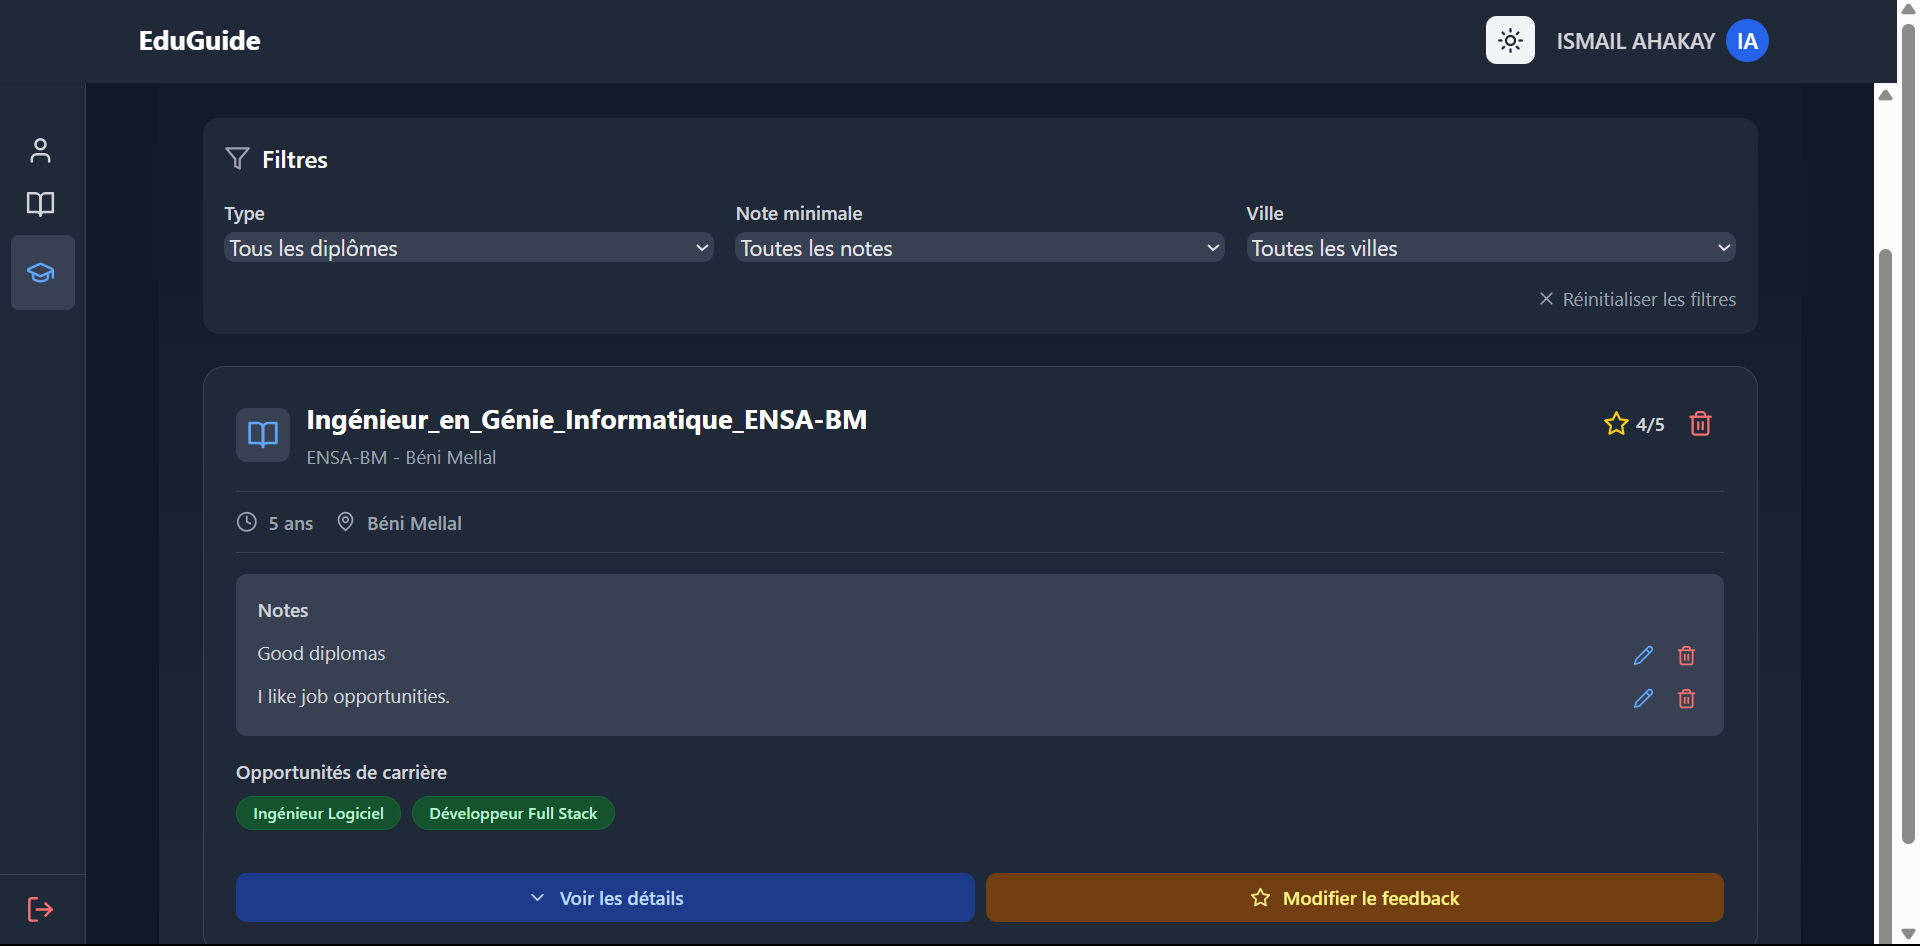 EduGuide
ISMAIL AHAKAY IA
Filtres
Type
Note minimale
Ville
Tous les diplômes
Toutes les notes
Toutes les villes
Réinitialiser les filtres
Ingénieur_en_Génie_Informatique_ENSA-BM
4/5
ENSA-BM - Béni Mellal
5 ans
Béni Mellal
Notes
Good diplomas
I like job opportunities.
Opportunités de carrière
Ingénieur Logiciel
Développeur Full Stack
Voir les détails
Modifier le feedback